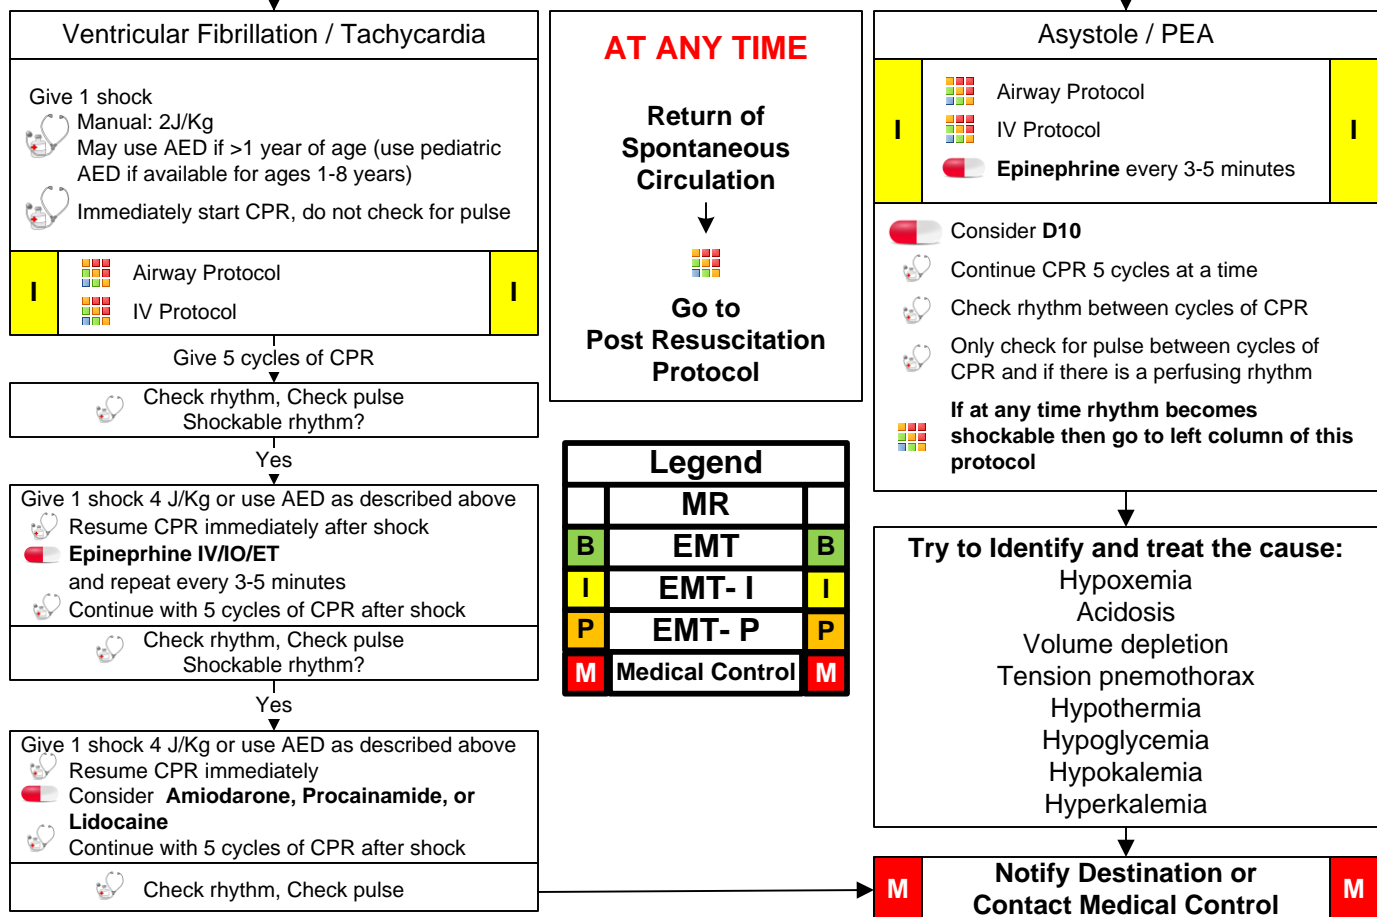 Ventricular Fibrillation / Tachycardia
Give 1 shock
Manual: 2J/Kg
May use AED if >1 year of age (use pediatric
AED if available for ages 1-8 years)
Immediately start CPR, do not check for pulse
I
Airway Protocol
IV Protocol
I
Give 5 cycles of CPR
Check rhythm, Check pulse
Shockable rhythm?
Yes
Give 1 shock 4 J/Kg or use AED as described above
Resume CPR immediately after shock
Epineprhine IV/IO/ET
and repeat every 3-5 minutes
Continue with 5 cycles of CPR after shock
Check rhythm, Check pulse
Shockable rhythm?
Yes
Give 1 shock 4 J/Kg or use AED as described above
Resume CPR immediately
Consider Amiodarone, Procainamide, or
Lidocaine
Continue with 5 cycles of CPR after shock
Check rhythm, Check pulse
AT ANY TIME
Return of
Spontaneous
Circulation
Go to
Post Resuscitation
Protocol
Legend
MR
B EMT B
I EMT- I I
P EMT- P P
M Medical Control M
Asystole / PEA
I
Airway Protocol
IV Protocol
Epinephrine every 3-5 minutes
I
Consider D10
Continue CPR 5 cycles at a time
Check rhythm between cycles of CPR
Only check for pulse between cycles of
CPR and if there is a perfusing rhythm
If at any time rhythm becomes
shockable then go to left column of this
protocol
Try to Identify and treat the cause:
Hypoxemia
Acidosis
Volume depletion
Tension pnemothorax
Hypothermia
Hypoglycemia
Hypokalemia
Hyperkalemia
M
Notify Destination or
Contact Medical Control
M